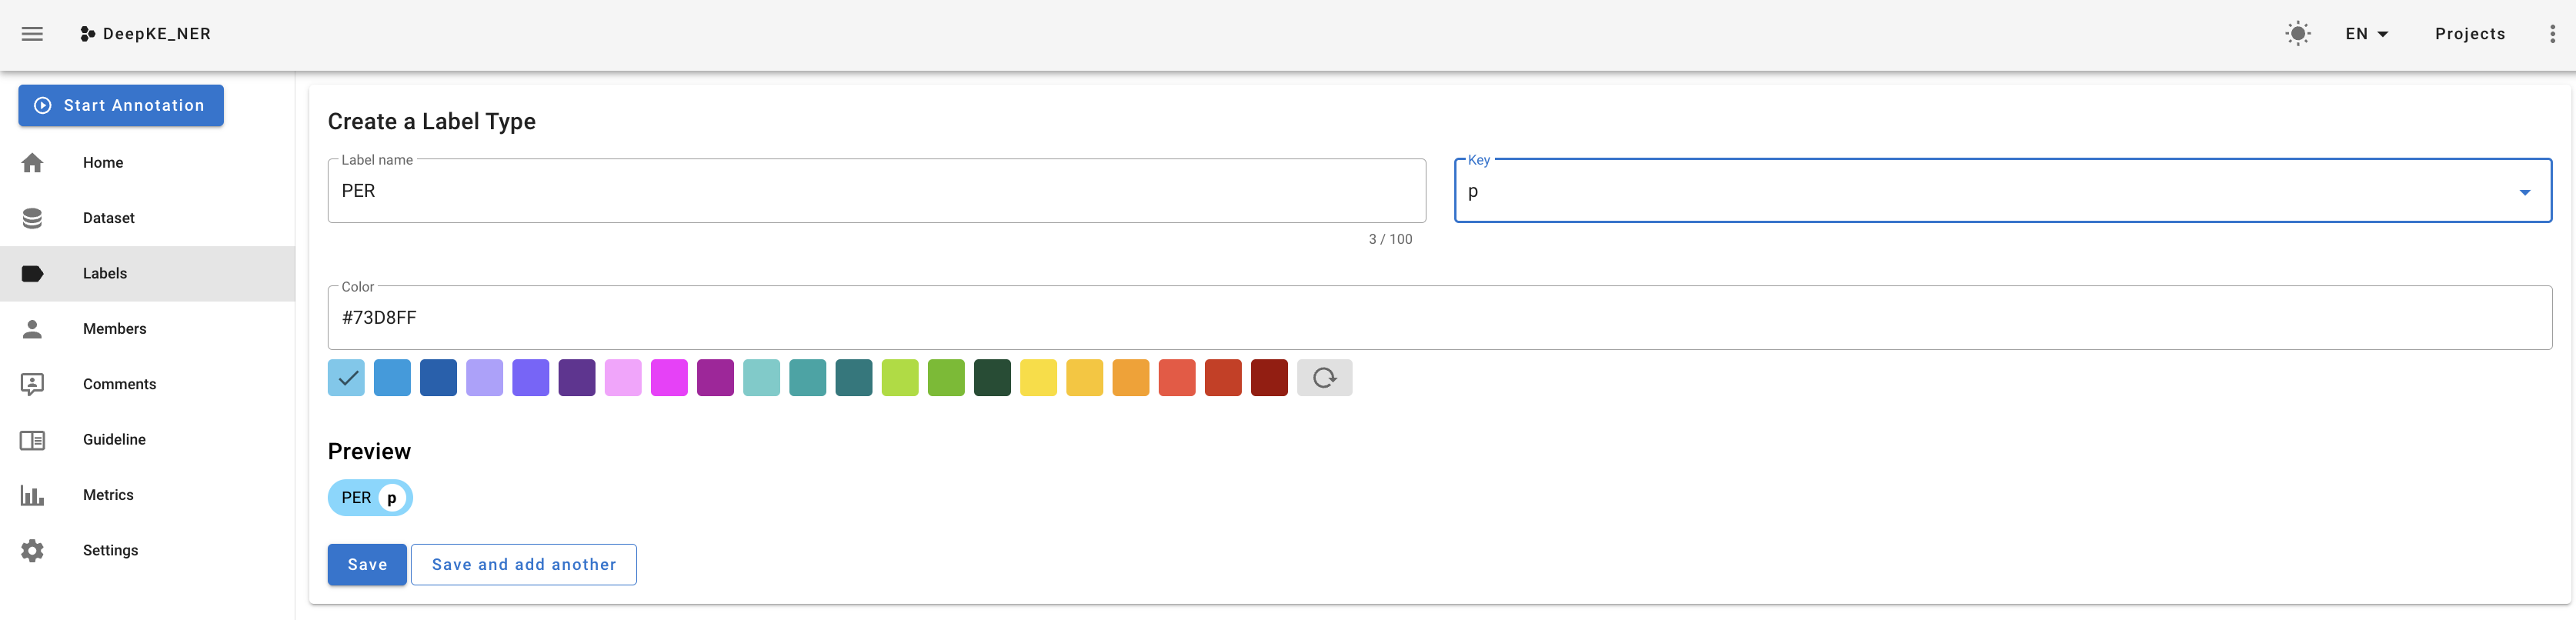 DeepKE_NER
EN
Projects
Start Annotation
Home
Dataset
Labels
Members
Comments
Guideline
Metrics
Settings
Create a Label Type
Label name
PER
3 / 100
Key
p
Color
#73D8FF
Preview
PER p
Save
Save and add another